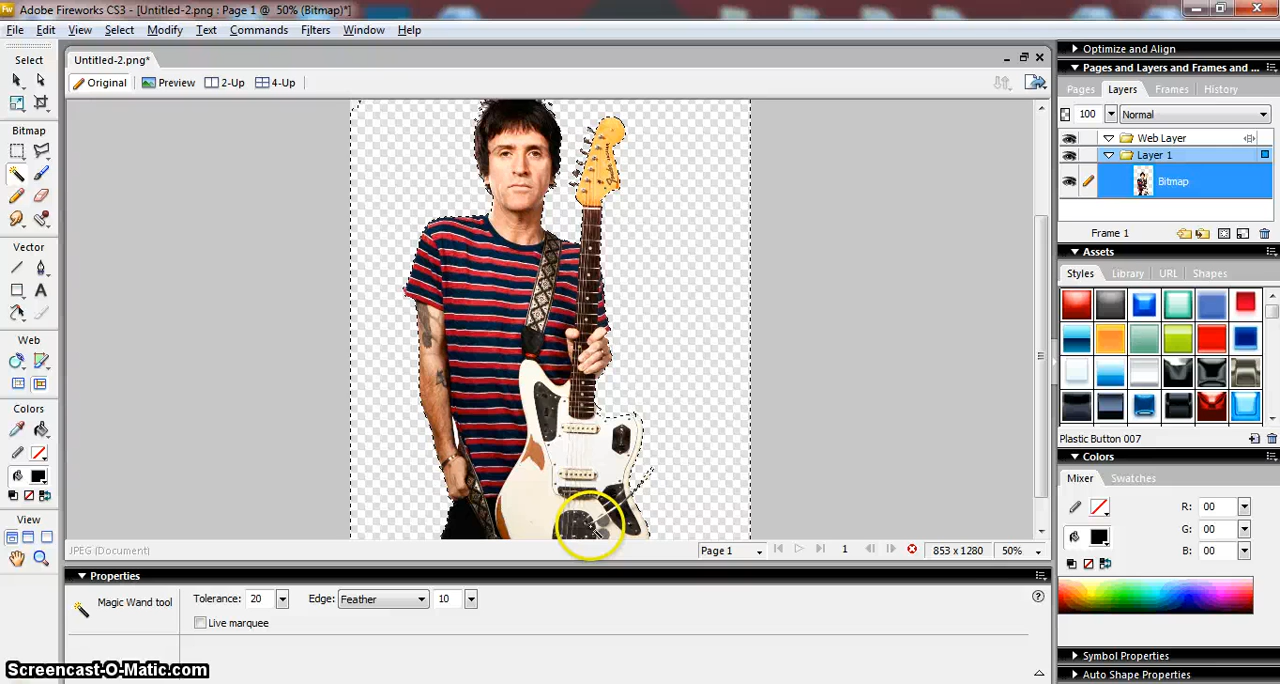 Adobe Fireworks CS3 - [Untitled-2.png : Page 1 @ 50% (Bitmap)*]
File Edit View Select Modify Text Commands Filters Window Help
Select
Bitmap
Vector
Web
Colors
View
Untitled-2.png*
Original Preview 2-Up 4-Up
JPEG (Document)
Page 1 1 853 x 1280 50%
Properties
Magic Wand tool Tolerance: 20 Edge: Feather 10
Live marquee
Optimize and Align
Pages and Layers and Frames and ...
Pages Layers Frames History
100 Normal
Web Layer
Layer 1
Bitmap
Frame 1
Assets
Styles Library URL Shapes
Plastic Button 007
Colors
Mixer Swatches
R: 00
G: 00
B: 00
Symbol Properties
Auto Shape Properties
Screencast-O-Matic.com